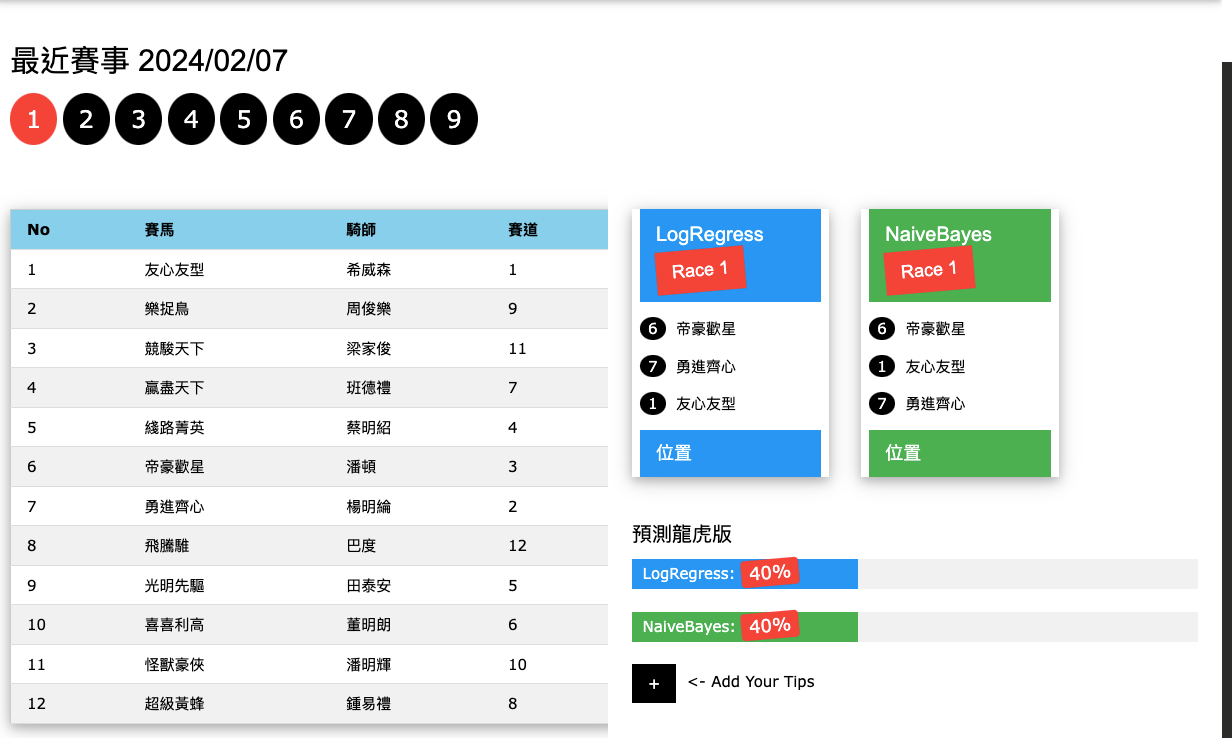 最近賽事 2024/02/07
1 2 3 4 5 6 7 8 9
No 賽馬 騎師 賽道
1 友心友型 希威森 1
2 樂捉鳥 周俊樂 9
3 競駿天下 梁家俊 11
4 贏盡天下 班德禮 7
5 綫路菁英 蔡明紹 4
6 帝豪歡星 潘頓 3
7 勇進齊心 楊明綸 2
8 飛騰騅 巴度 12
9 光明先驅 田泰安 5
10 喜喜利高 董明朗 6
11 怪獸豪俠 潘明輝 10
12 超級黃蜂 鍾易禮 8
LogRegress
Race 1
6 帝豪歡星
7 勇進齊心
1 友心友型
位置
NaiveBayes
Race 1
6 帝豪歡星
1 友心友型
7 勇進齊心
位置
預測龍虎版
LogRegress: 40%
NaiveBayes: 40%
+ <- Add Your Tips